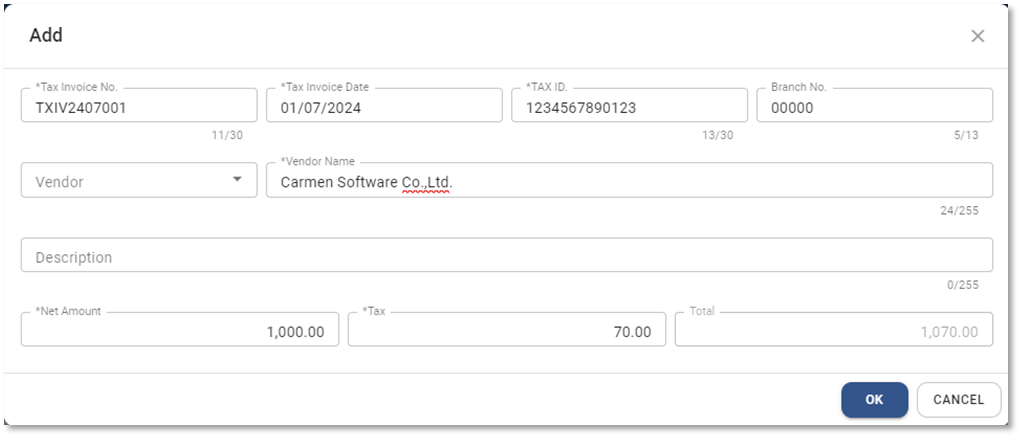 Add
*Tax Invoice No. *Tax Invoice Date *TAX ID. Branch No.
TXIV2407001 01/07/2024 1234567890123 00000
11/30 13/30 5/13
*Vendor Name
Vendor Carmen Software Co.,Ltd.
24/255
Description
0/255
*Net Amount *Tax Total
1,000.00 70.00 1,070.00
OK CANCEL